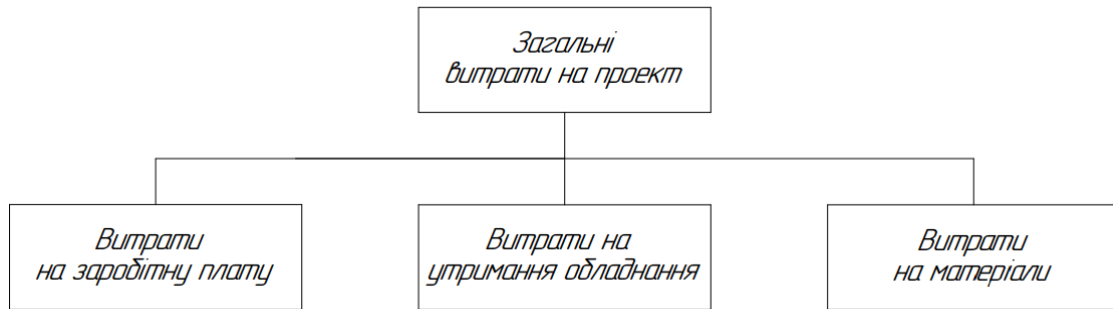 Загальні
витрати на проект
Витрати
на заробітну плату
Витрати на
утримання обладнання
Витрати
на матеріали